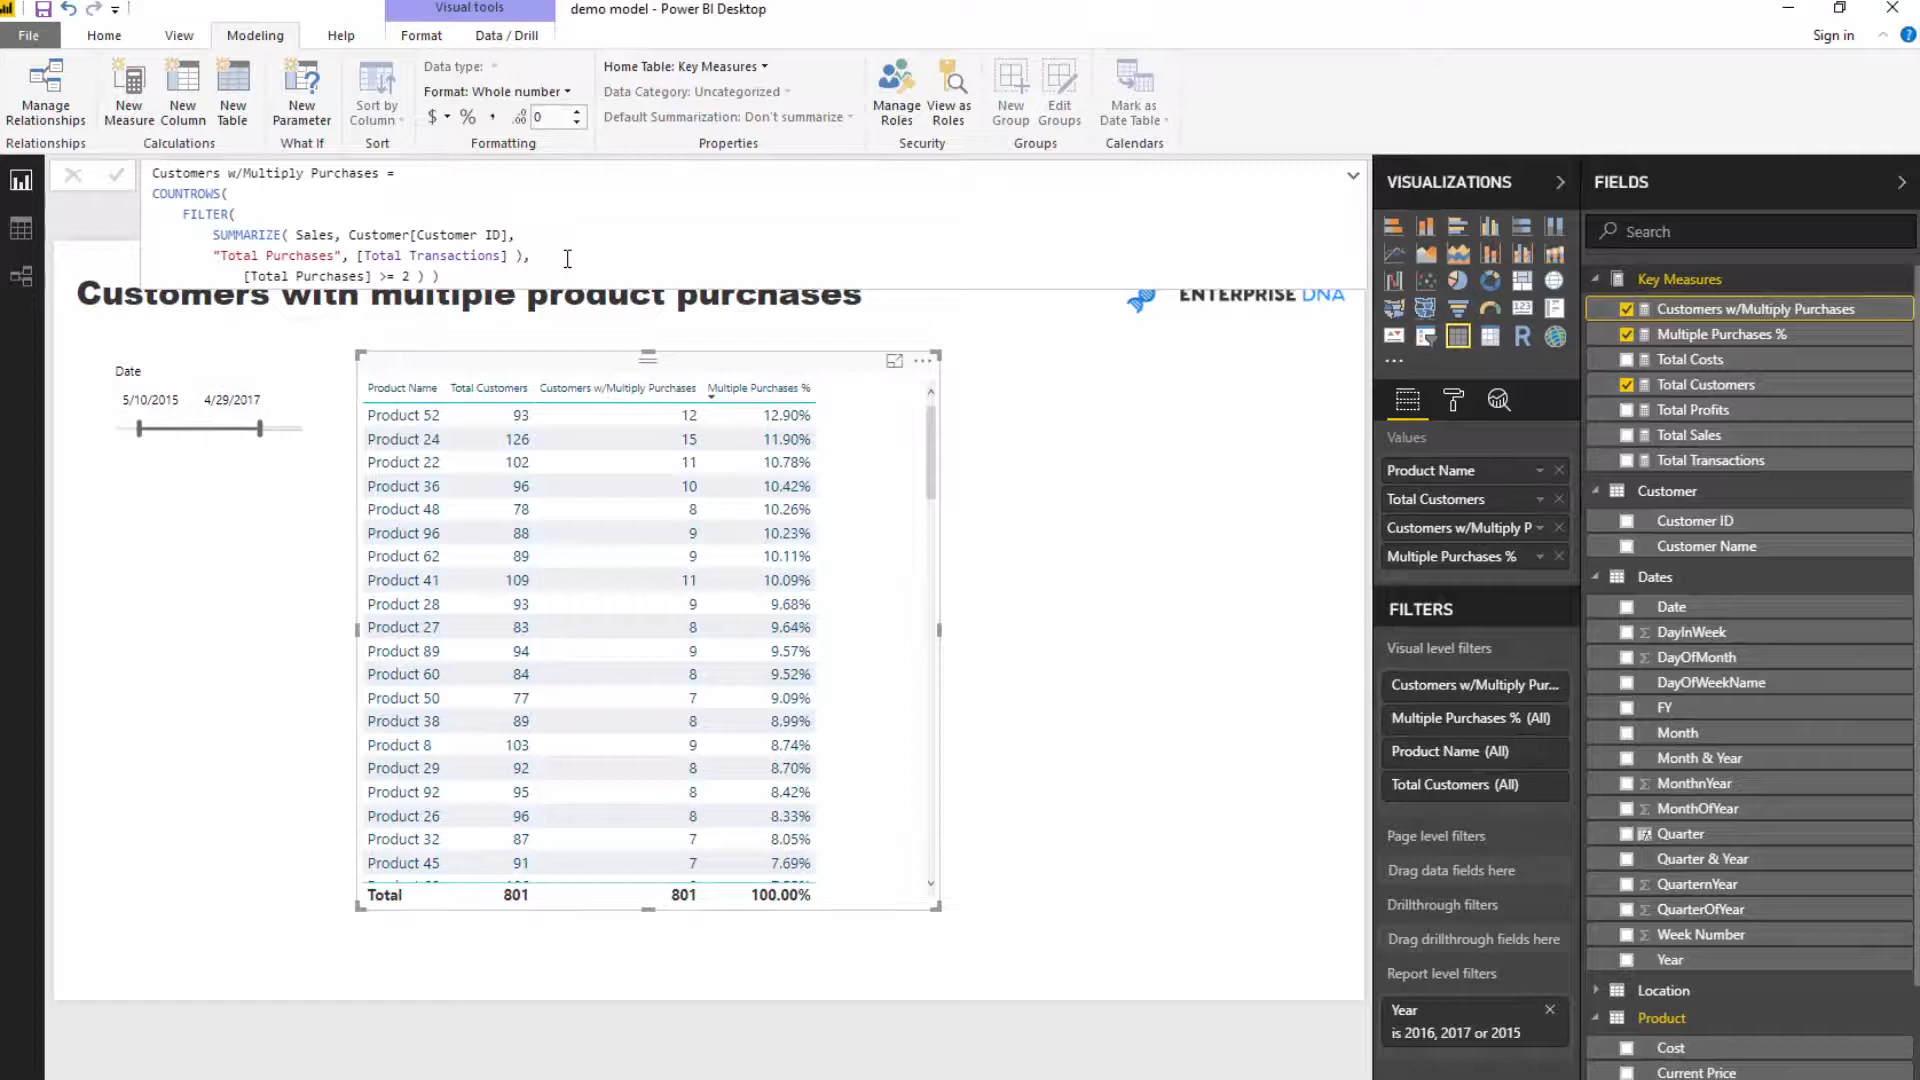 Visual tools
demo model - Power BI Desktop
File
Home
View
Modeling
Help
Format
Data / Drill
Sign in
Manage Relationships
Relationships
New Measure
New Column
New Table
Calculations
New Parameter
What If
Sort by Column
Sort
Data type:
Format: Whole number
$ % , .00 0
Formatting
Home Table: Key Measures
Data Category: Uncategorized
Default Summarization: Don't summarize
Properties
Manage Roles
View as Roles
Security
New Group
Edit Groups
Groups
Mark as Date Table
Calendars
Customers w/Multiply Purchases =
COUNTROWS(
FILTER(
SUMMARIZE( Sales, Customer[Customer ID],
"Total Purchases", [Total Transactions] ),
[Total Purchases] >= 2 ) )
Customers with multiple product purchases
ENTERPRISE DNA
Date
5/10/2015 4/29/2017
Product Name Total Customers Customers w/Multiply Purchases Multiple Purchases %
Product 52 93 12 12.90%
Product 24 126 15 11.90%
Product 22 102 11 10.78%
Product 36 96 10 10.42%
Product 48 78 8 10.26%
Product 96 88 9 10.23%
Product 62 89 9 10.11%
Product 41 109 11 10.09%
Product 28 93 9 9.68%
Product 27 83 8 9.64%
Product 89 94 9 9.57%
Product 60 84 8 9.52%
Product 50 77 7 9.09%
Product 38 89 8 8.99%
Product 8 103 9 8.74%
Product 29 92 8 8.70%
Product 92 95 8 8.42%
Product 26 96 8 8.33%
Product 32 87 7 8.05%
Product 45 91 7 7.69%
Total 801 801 100.00%
VISUALIZATIONS
Values
Product Name
Total Customers
Customers w/Multiply P
Multiple Purchases %
FILTERS
Visual level filters
Customers w/Multiply Pur...
Multiple Purchases % (All)
Product Name (All)
Total Customers (All)
Page level filters
Drag data fields here
Drillthrough filters
Drag drillthrough fields here
Report level filters
Year
is 2016, 2017 or 2015
FIELDS
Search
Key Measures
Customers w/Multiply Purchases
Multiple Purchases %
Total Costs
Total Customers
Total Profits
Total Sales
Total Transactions
Customer
Customer ID
Customer Name
Dates
Date
DayInWeek
DayOfMonth
DayOfWeekName
FY
Month
Month & Year
MonthnYear
MonthOfYear
Quarter
Quarter & Year
QuarternYear
QuarterOfYear
Week Number
Year
Location
Product
Cost
Current Price